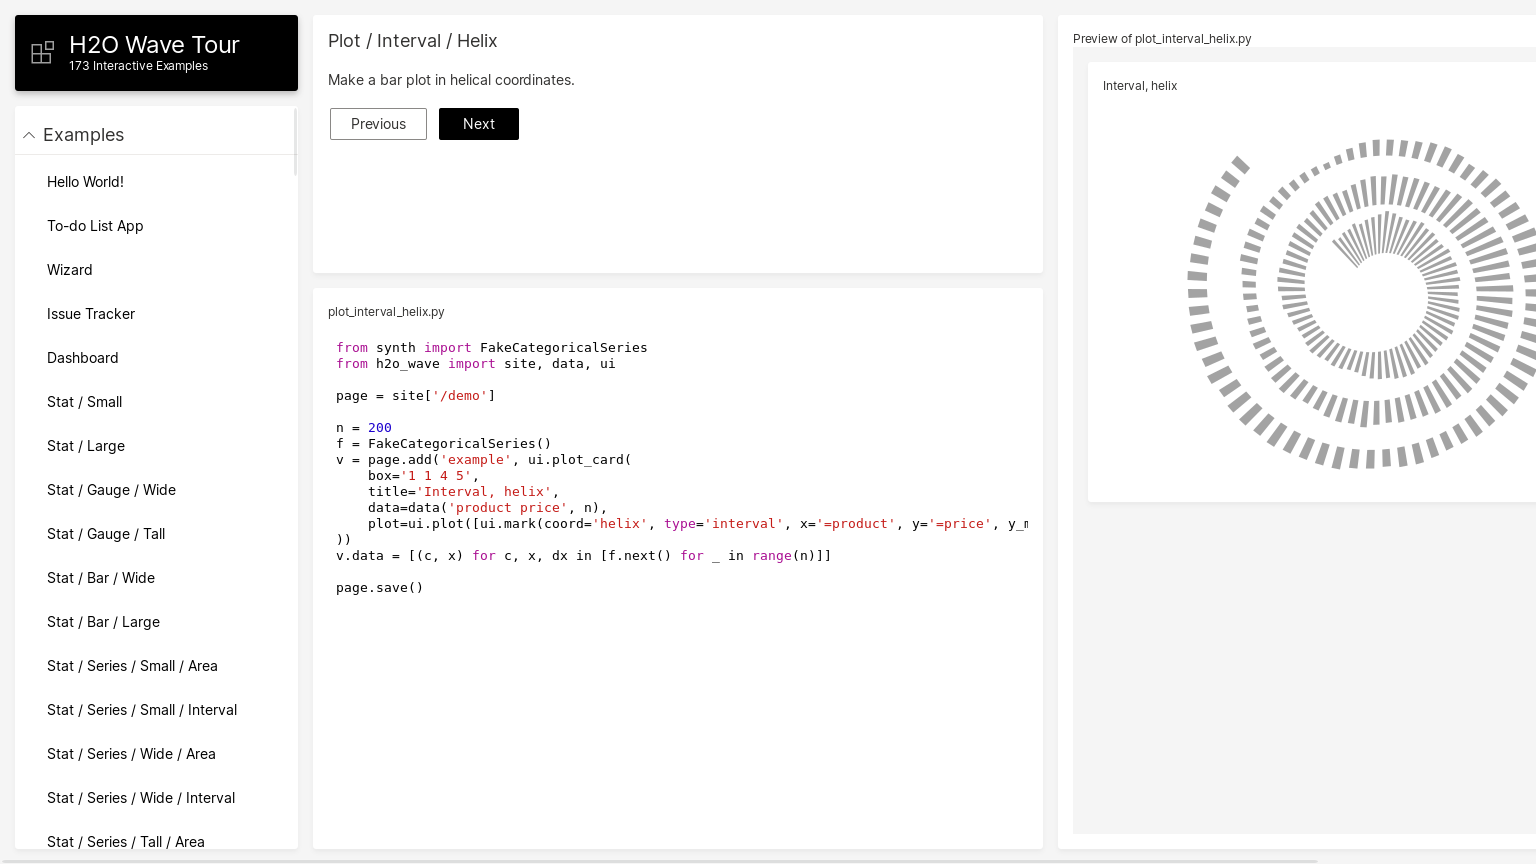 H2O Wave Tour
173 Interactive Examples
Examples
Hello World!
To-do List App
Wizard
Issue Tracker
Dashboard
Stat / Small
Stat / Large
Stat / Gauge / Wide
Stat / Gauge / Tall
Stat / Bar / Wide
Stat / Bar / Large
Stat / Series / Small / Area
Stat / Series / Small / Interval
Stat / Series / Wide / Area
Stat / Series / Wide / Interval
Stat / Series / Tall / Area
Plot / Interval / Helix
Make a bar plot in helical coordinates.
Previous
Next
plot_interval_helix.py
from synth import FakeCategoricalSeries
from h2o_wave import site, data, ui
page = site['/demo']
n = 200
f = FakeCategoricalSeries()
v = page.add('example', ui.plot_card(
    box='1 1 4 5',
    title='Interval, helix',
    data=data('product price', n),
    plot=ui.plot([ui.mark(coord='helix', type='interval', x='=product', y='=price', y_m
))
v.data = [(c, x) for c, x, dx in [f.next() for _ in range(n)]]
page.save()
Preview of plot_interval_helix.py
Interval, helix